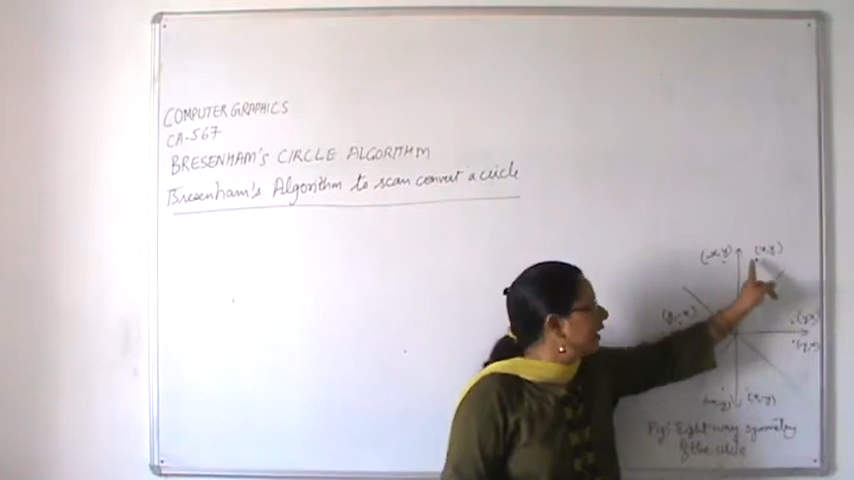 COMPUTER GRAPHICS
CA-567
BRESENHAM'S CIRCLE ALGORITHM
Bresenham's Algorithm to scan convert a circle
(-x,y) (x,y)
(y,x)
Fig: Eight way symmetry
of the circle